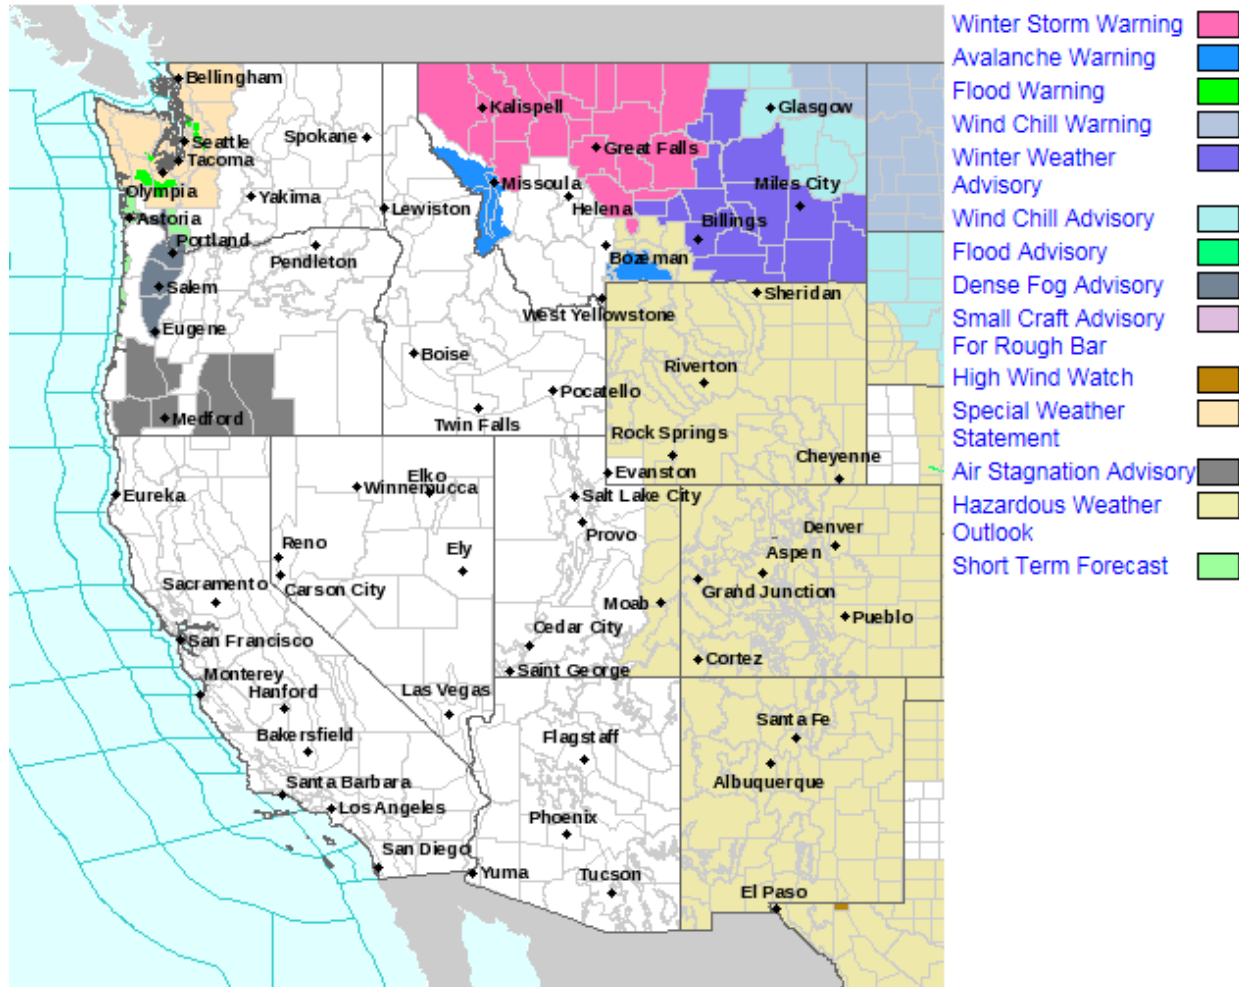 Bellingham
Seattle
Tacoma
Olympia
Spokane
Yakima
Astoria
Lewiston
Portland
Pendleton
Salem
Eugene
Medford
Kalispell
Great Falls
Missoula
Helena
Glasgow
Miles City
Billings
Bozeman
West Yellowstone
Sheridan
Boise
Pocatello
Twin Falls
Riverton
Rock Springs
Cheyenne
Evanston
Eureka
Winnemucca
Elko
Salt Lake City
Provo
Reno
Ely
Carson City
Sacramento
Denver
Aspen
Grand Junction
Moab
Pueblo
San Francisco
Cedar City
Saint George
Cortez
Monterey
Hanford
Las Vegas
Bakersfield
Flagstaff
Santa Fe
Albuquerque
Santa Barbara
Los Angeles
Phoenix
San Diego
Yuma
Tucson
El Paso
Winter Storm Warning
Avalanche Warning
Flood Warning
Wind Chill Warning
Winter Weather
Advisory
Wind Chill Advisory
Flood Advisory
Dense Fog Advisory
Small Craft Advisory
For Rough Bar
High Wind Watch
Special Weather
Statement
Air Stagnation Advisory
Hazardous Weather
Outlook
Short Term Forecast